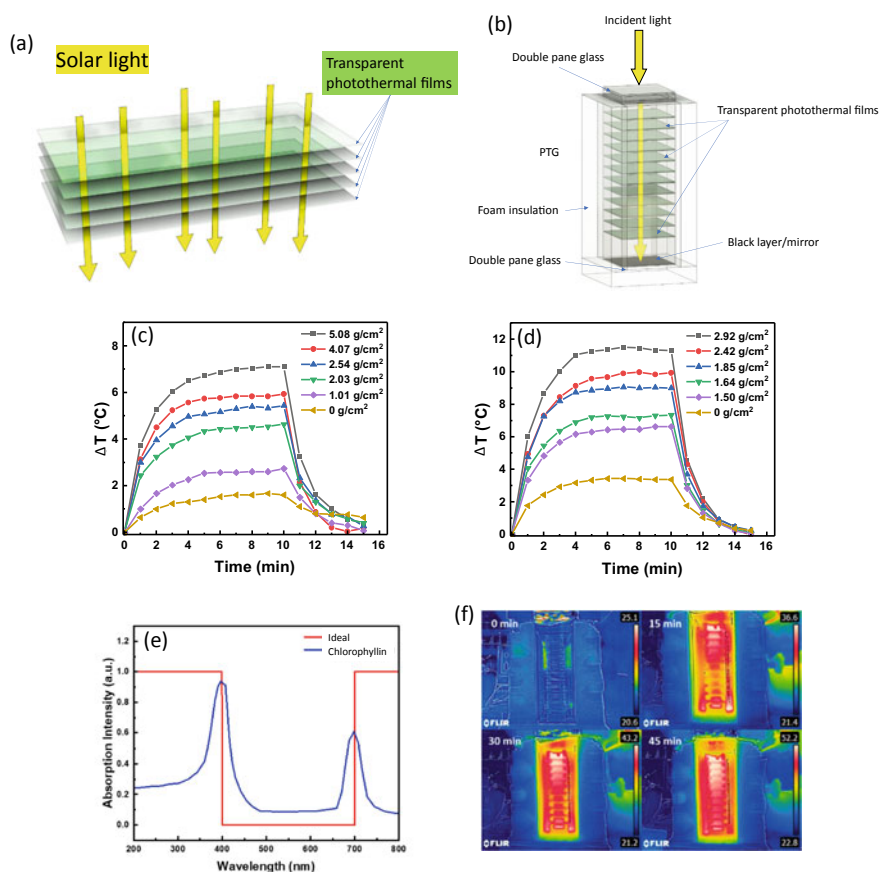 (a)
Solar light
Transparent
photothermal films
(b)
Incident light
Double pane glass
Transparent photothermal films
PTG
Foam insulation
Black layer/mirror
Double pane glass
(c)
5.08 g/cm²
4.07 g/cm²
2.54 g/cm²
2.03 g/cm²
1.01 g/cm²
0 g/cm²
8
6
4
2
0
Δ T (°C)
0 2 4 6 8 10 12 14 16
Time (min)
(d)
2.92 g/cm²
2.42 g/cm²
1.85 g/cm²
1.64 g/cm²
1.50 g/cm²
0 g/cm²
12
10
8
6
4
2
0
Δ T (°C)
0 2 4 6 8 10 12 14 16
Time (min)
(e)
Ideal
Chlorophyllin
1.2
1.0
0.8
0.6
0.4
0.2
0.0
Absorption Intensity (a.u.)
200 300 400 500 600 700 800
Wavelength (nm)
(f)
0 min
25.1
20.6
FLIR
15 min
36.6
21.4
FLIR
30 min
43.2
21.2
FLIR
45 min
52.2
22.8
FLIR